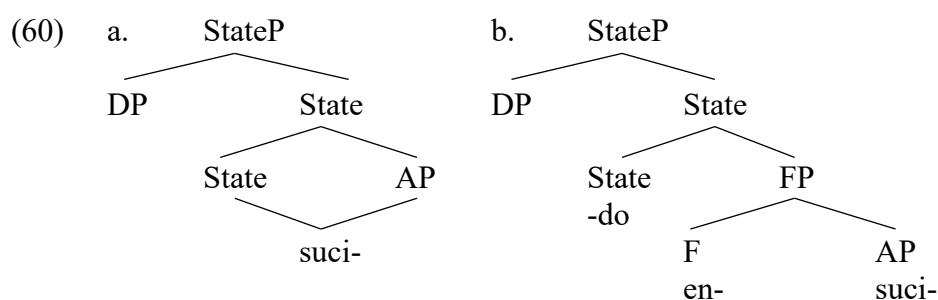 (60) a. StateP b. StateP
DP State DP State
State AP State FP
-do
suci- F AP
en- suci-